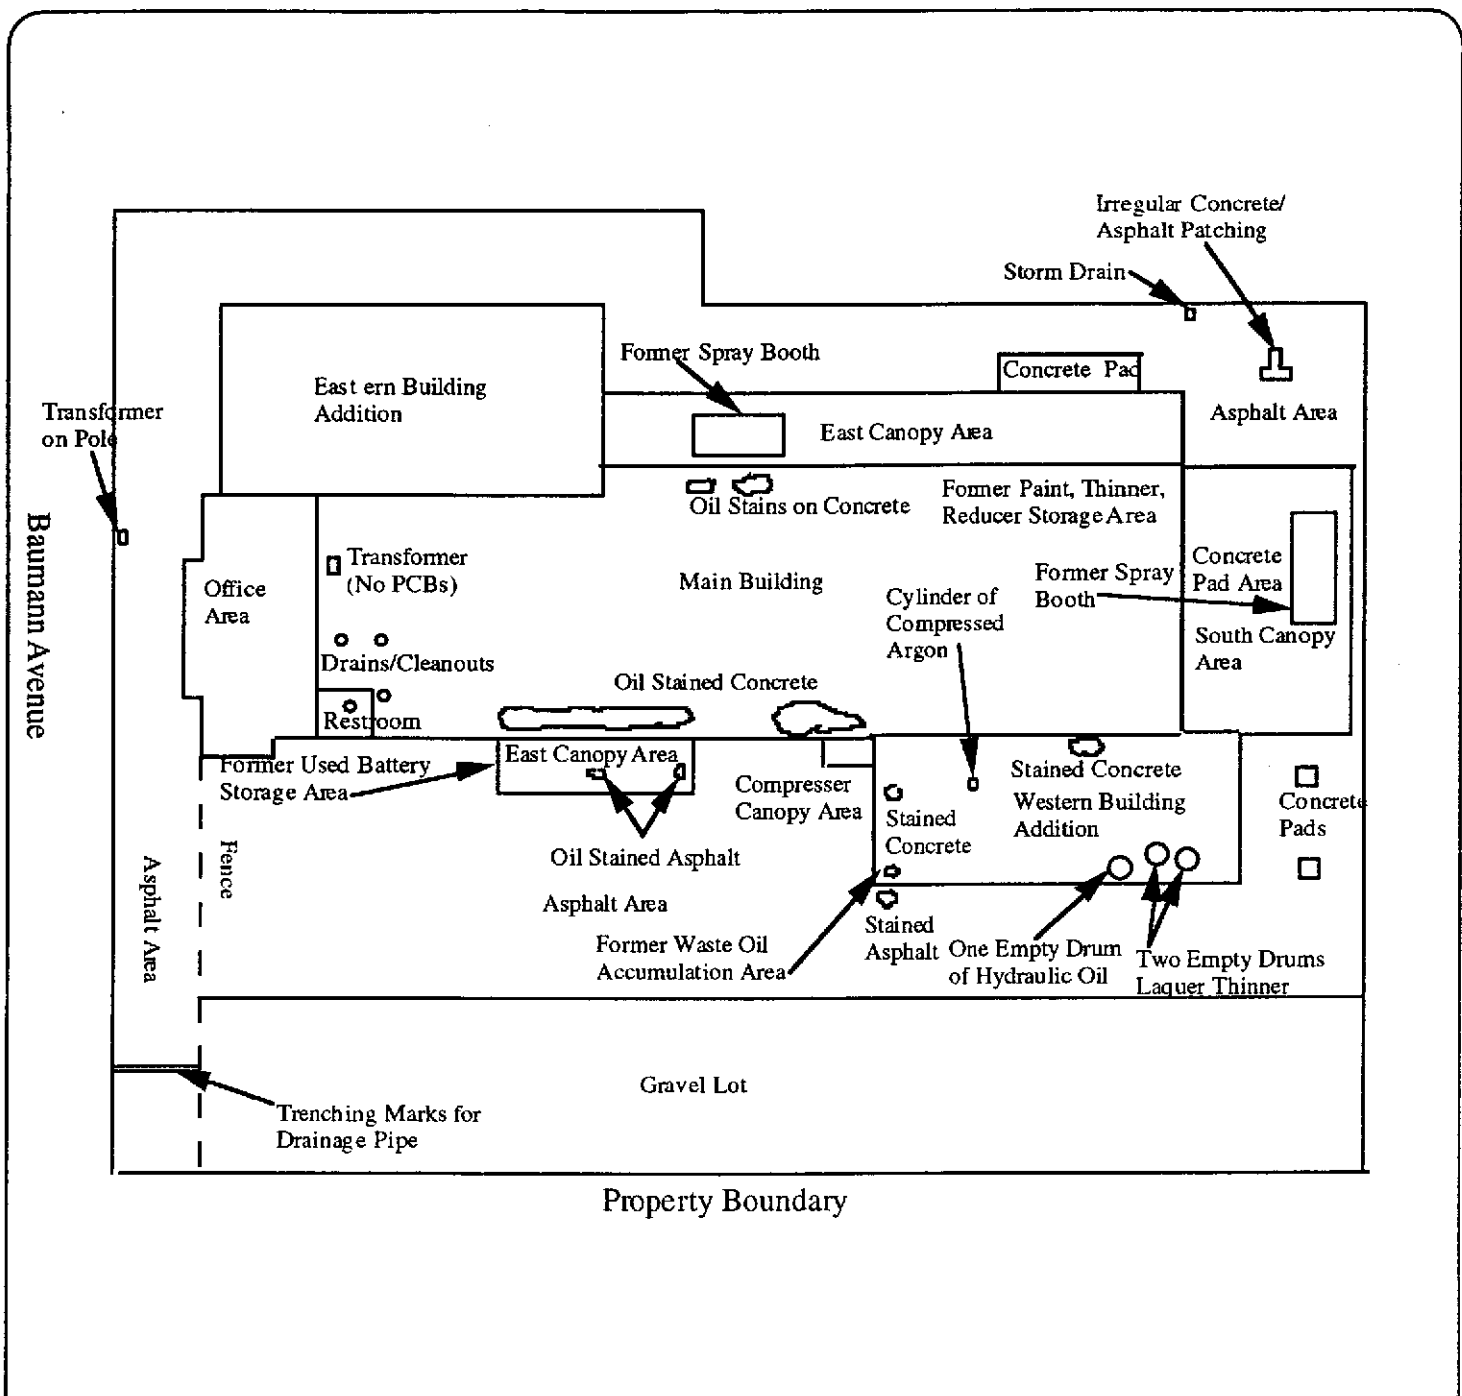 Irregular Concrete/
Asphalt Patching
Storm Drain
Former Spray Booth
Concrete Pad
East ern Building
Addition
Transformer
on Pole
East Canopy Area
Asphalt Area
Oil Stains on Concrete
Former Paint, Thinner,
Reducer Storage Area
Baumann Avenue
Office
Area
Transformer
(No PCBs)
Main Building
Cylinder of
Compressed
Argon
Former Spray
Booth
Concrete
Pad Area
South Canopy
Area
Drains/Cleanouts
Restroom
Oil Stained Concrete
Former Used Battery
Storage Area
East Canopy Area
Compresser
Canopy Area
Stained Concrete
Western Building
Addition
Stained
Concrete
Concrete
Pads
Oil Stained Asphalt
Fence
Asphalt Area
Asphalt Area
Former Waste Oil
Accumulation Area
Stained
Asphalt
One Empty Drum
of Hydraulic Oil
Two Empty Drums
Laquer Thinner
Gravel Lot
Trenching Marks for
Drainage Pipe
Property Boundary